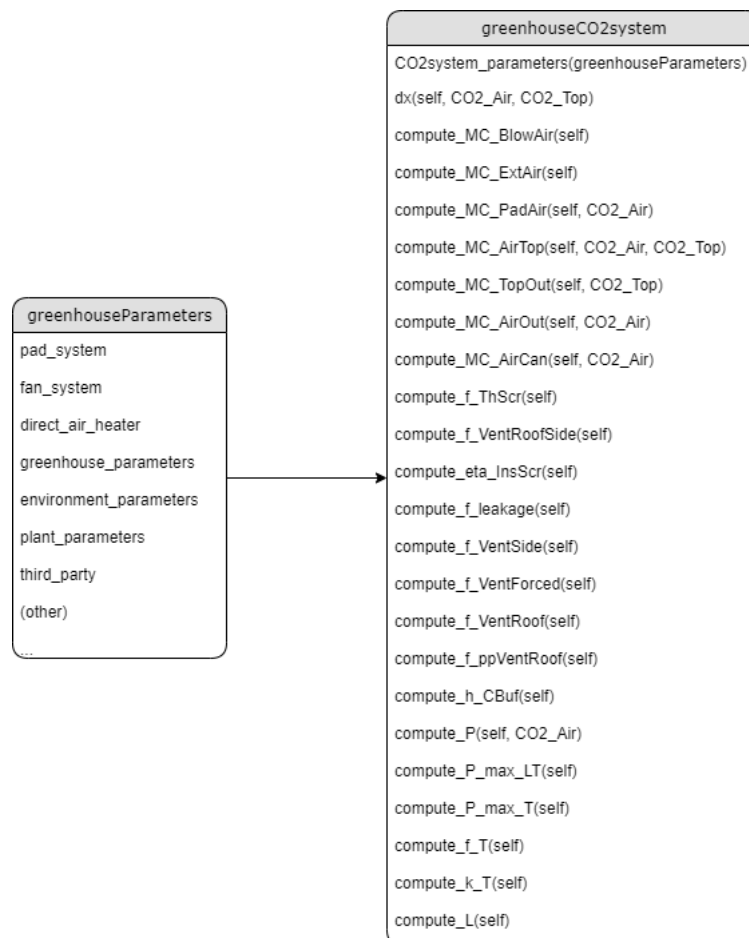 greenhouseCO2system
CO2system_parameters(greenhouseParameters)
dx(self, CO2_Air, CO2_Top)
compute_MC_BlowAir(self)
compute_MC_ExtAir(self)
compute_MC_PadAir(self, CO2_Air)
compute_MC_AirTop(self, CO2_Air, CO2_Top)
compute_MC_TopOut(self, CO2_Top)
compute_MC_AirOut(self, CO2_Air)
compute_MC_AirCan(self, CO2_Air)
compute_f_ThScr(self)
compute_f_VentRoofSide(self)
compute_eta_InsScr(self)
compute_f_leakage(self)
compute_f_VentSide(self)
compute_f_VentForced(self)
compute_f_VentRoof(self)
compute_f_ppVentRoof(self)
compute_h_CBuf(self)
compute_P(self, CO2_Air)
compute_P_max_LT(self)
compute_P_max_T(self)
compute_f_T(self)
compute_k_T(self)
compute_L(self)
greenhouseParameters
pad_system
fan_system
direct_air_heater
greenhouse_parameters
environment_parameters
plant_parameters
third_party
(other)
...